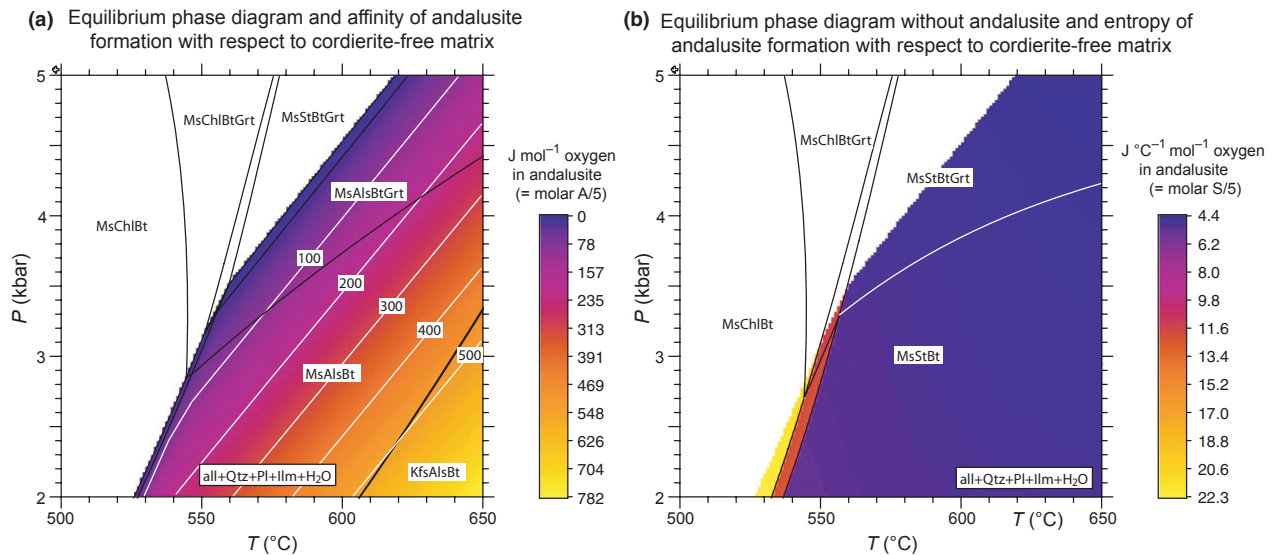 (a) Equilibrium phase diagram and affinity of andalusite
formation with respect to cordierite-free matrix
5
4
3
2
P (kbar)
500
550
600
650
T (°C)
MsChlBtGrt
MsStBtGrt
MsAlsBtGrt
MsChlBt
100
200
300
400
500
MsAlsBt
KfsAlsBt
all+Qtz+Pl+Ilm+H₂O
J mol⁻¹ oxygen
in andalusite
(= molar A/5)
0
78
157
235
313
391
469
548
626
704
782
(b) Equilibrium phase diagram without andalusite and entropy of
andalusite formation with respect to cordierite-free matrix
5
4
3
2
P (kbar)
500
550
600
650
T (°C)
MsChlBtGrt
MsStBtGrt
MsChlBt
MsStBt
all+Qtz+Pl+Ilm+H₂O
J °C⁻¹ mol⁻¹ oxygen
in andalusite
(= molar S/5)
4.4
6.2
8.0
9.8
11.6
13.4
15.2
17.0
18.8
20.6
22.3